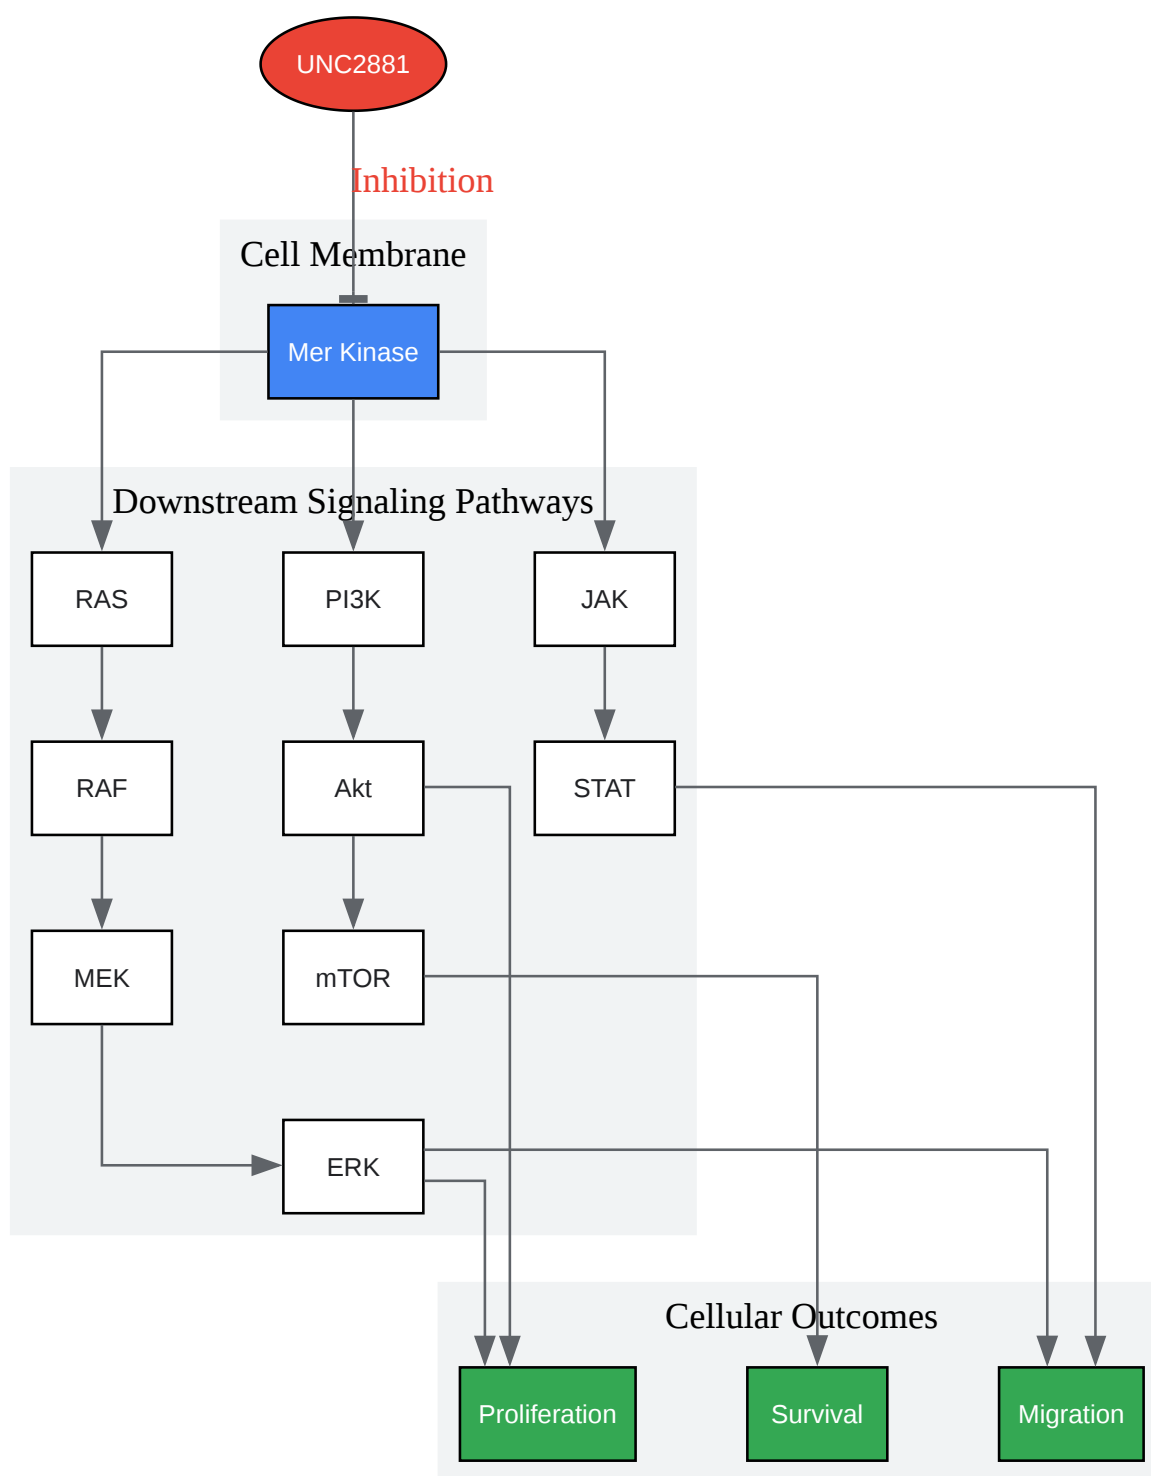 UNC2881
Inhibition
Cell Membrane
Mer Kinase
Downstream Signaling Pathways
RAS
PI3K
JAK
RAF
Akt
STAT
MEK
mTOR
ERK
Cellular Outcomes
Proliferation
Survival
Migration